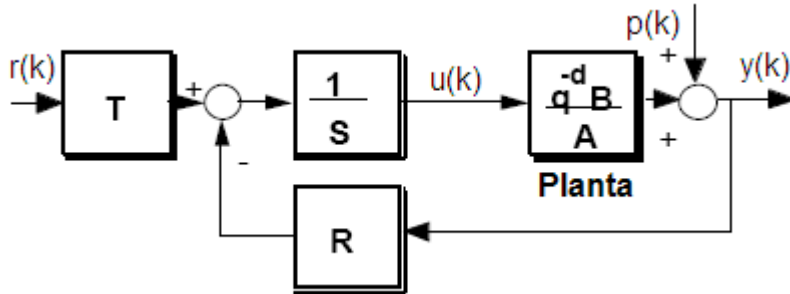 p(k)
r(k)
T
+
-
1
S
u(k)
q^-d B
A
Planta
+
+
y(k)
R